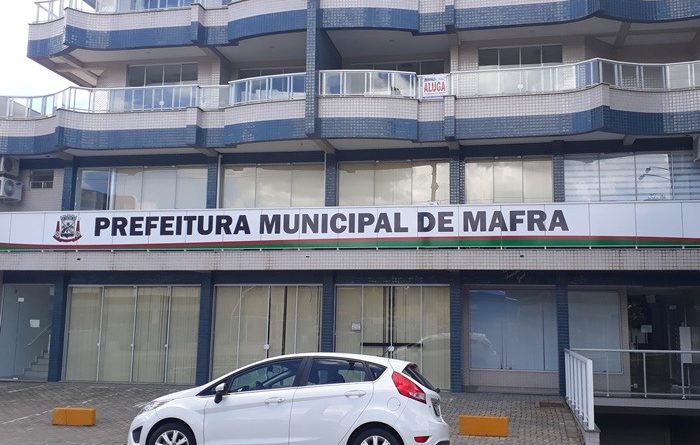 ALUGA
PREFEITURA MUNICIPAL DE MAFRA